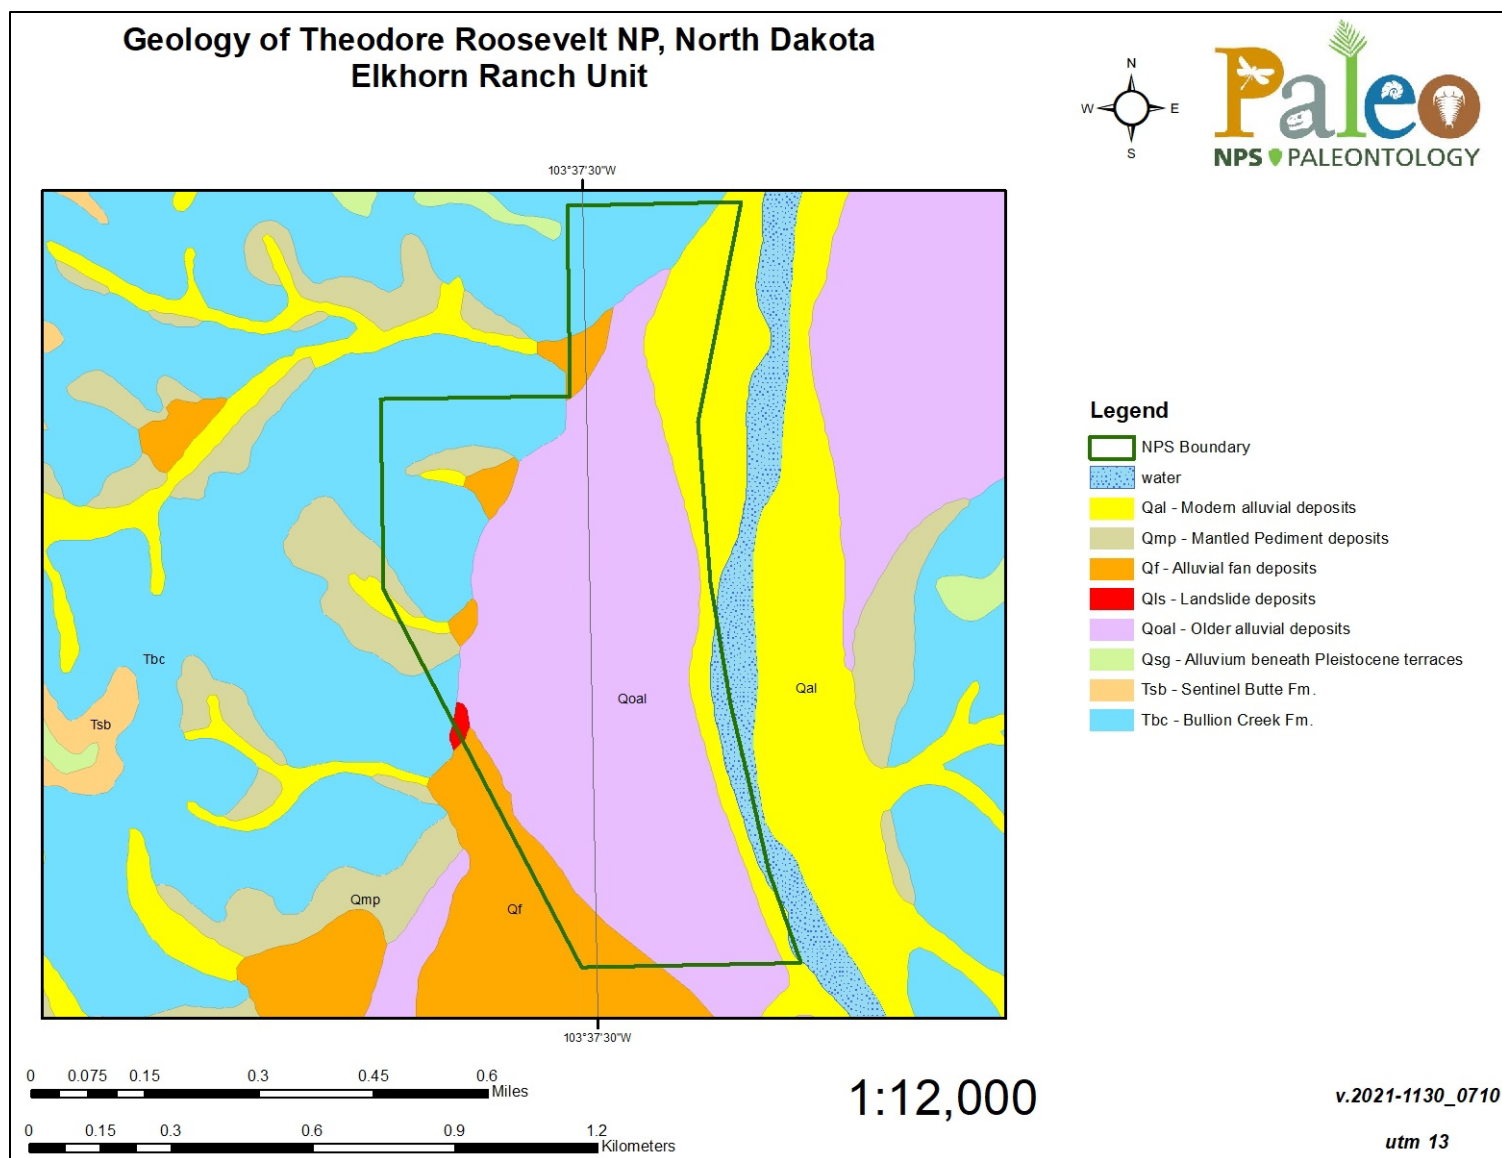 Geology of Theodore Roosevelt NP, North Dakota
Elkhorn Ranch Unit
N
W E
S
Paleo
NPS PALEONTOLOGY
103°37'30"W
Tbc
Tsb
Qoal
Qal
Qmp
Qf
103°37'30"W
Legend
NPS Boundary
water
Qal - Modern alluvial deposits
Qmp - Mantled Pediment deposits
Qf - Alluvial fan deposits
Qls - Landslide deposits
Qoal - Older alluvial deposits
Qsg - Alluvium beneath Pleistocene terraces
Tsb - Sentinel Butte Fm.
Tbc - Bullion Creek Fm.
0 0.075 0.15 0.3 0.45 0.6
Miles
0 0.15 0.3 0.6 0.9 1.2
Kilometers
1:12,000
v.2021-1130_0710
utm 13